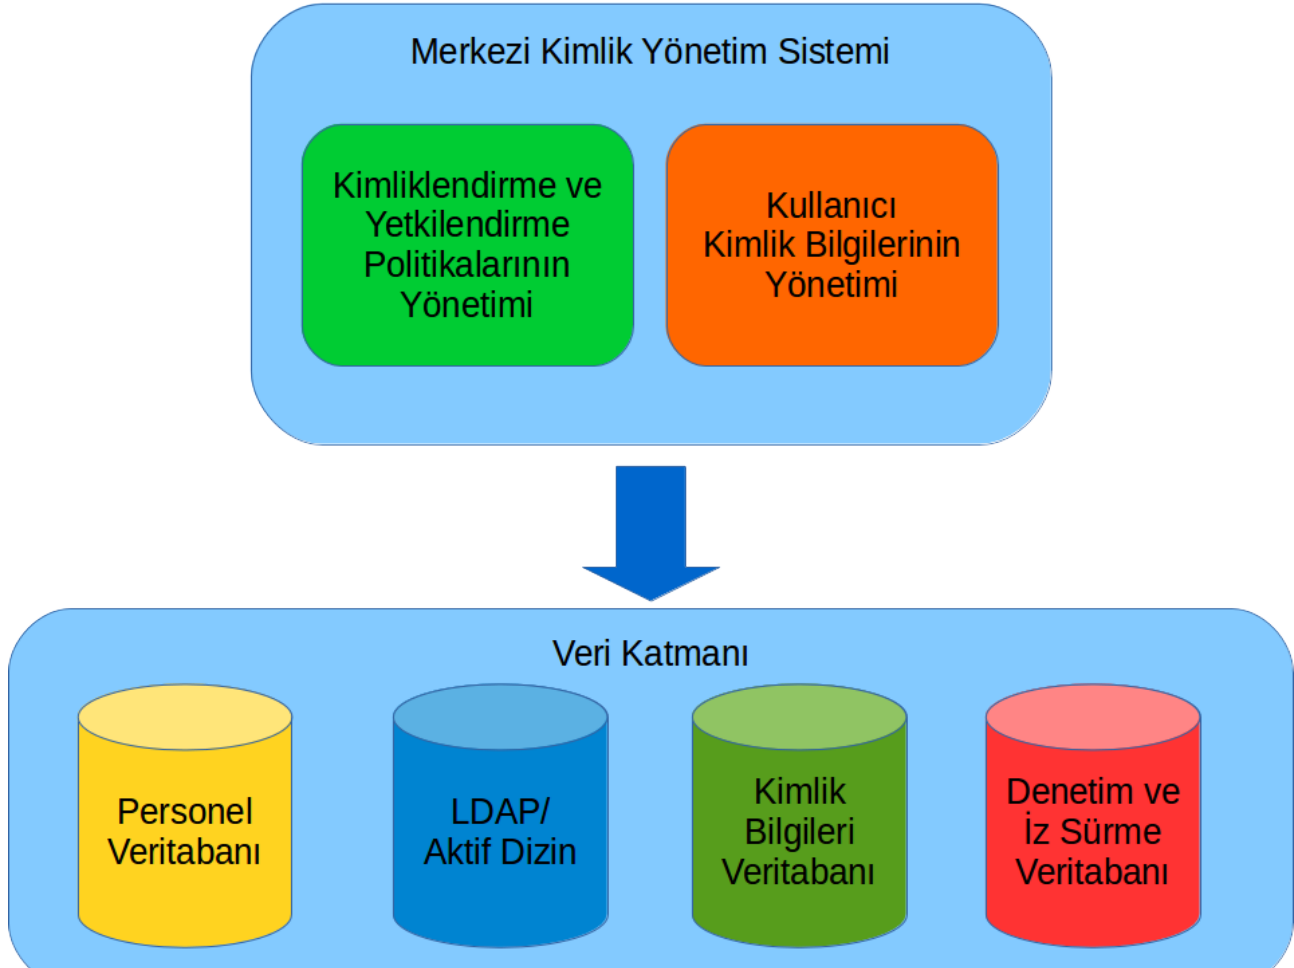 Merkezi Kimlik Yönetim Sistemi
Kimliklendirme ve
Yetkilendirme
Politikalarının
Yönetimi
Kullanıcı
Kimlik Bilgilerinin
Yönetimi
Veri Katmanı
Personel
Veritabanı
LDAP/
Aktif Dizin
Kimlik
Bilgileri
Veritabanı
Denetim ve
İz Sürme
Veritabanı